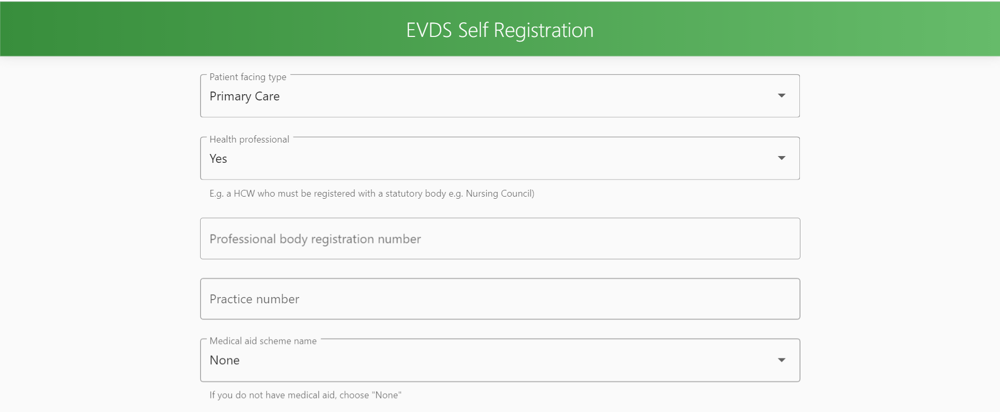 EVDS Self Registration
Patient facing type
Primary Care
Health professional
Yes
E.g. a HCW who must be registered with a statutory body e.g. Nursing Council)
Professional body registration number
Practice number
Medical aid scheme name
None
If you do not have medical aid, choose "None"